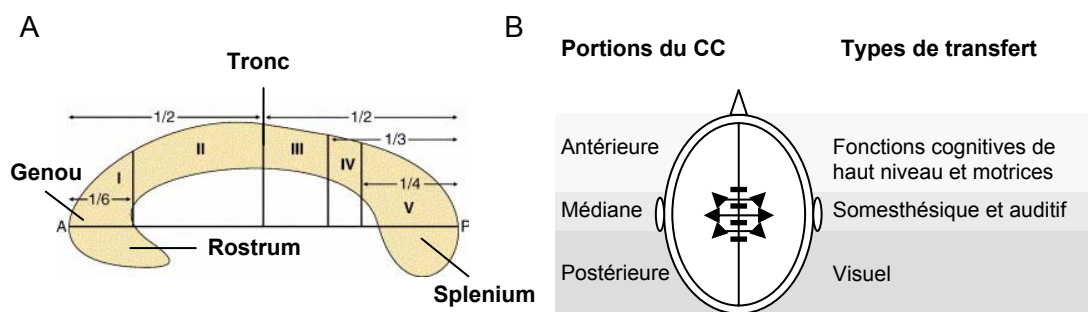 A
Tronc
1/2
1/2
1/3
II
III
IV
I
Genou
1/6
1/4
V
A
P
Rostrum
Splenium
B
Portions du CC
Types de transfert
Antérieure
Fonctions cognitives de
haut niveau et motrices
Médiane
Somesthésique et auditif
Postérieure
Visuel